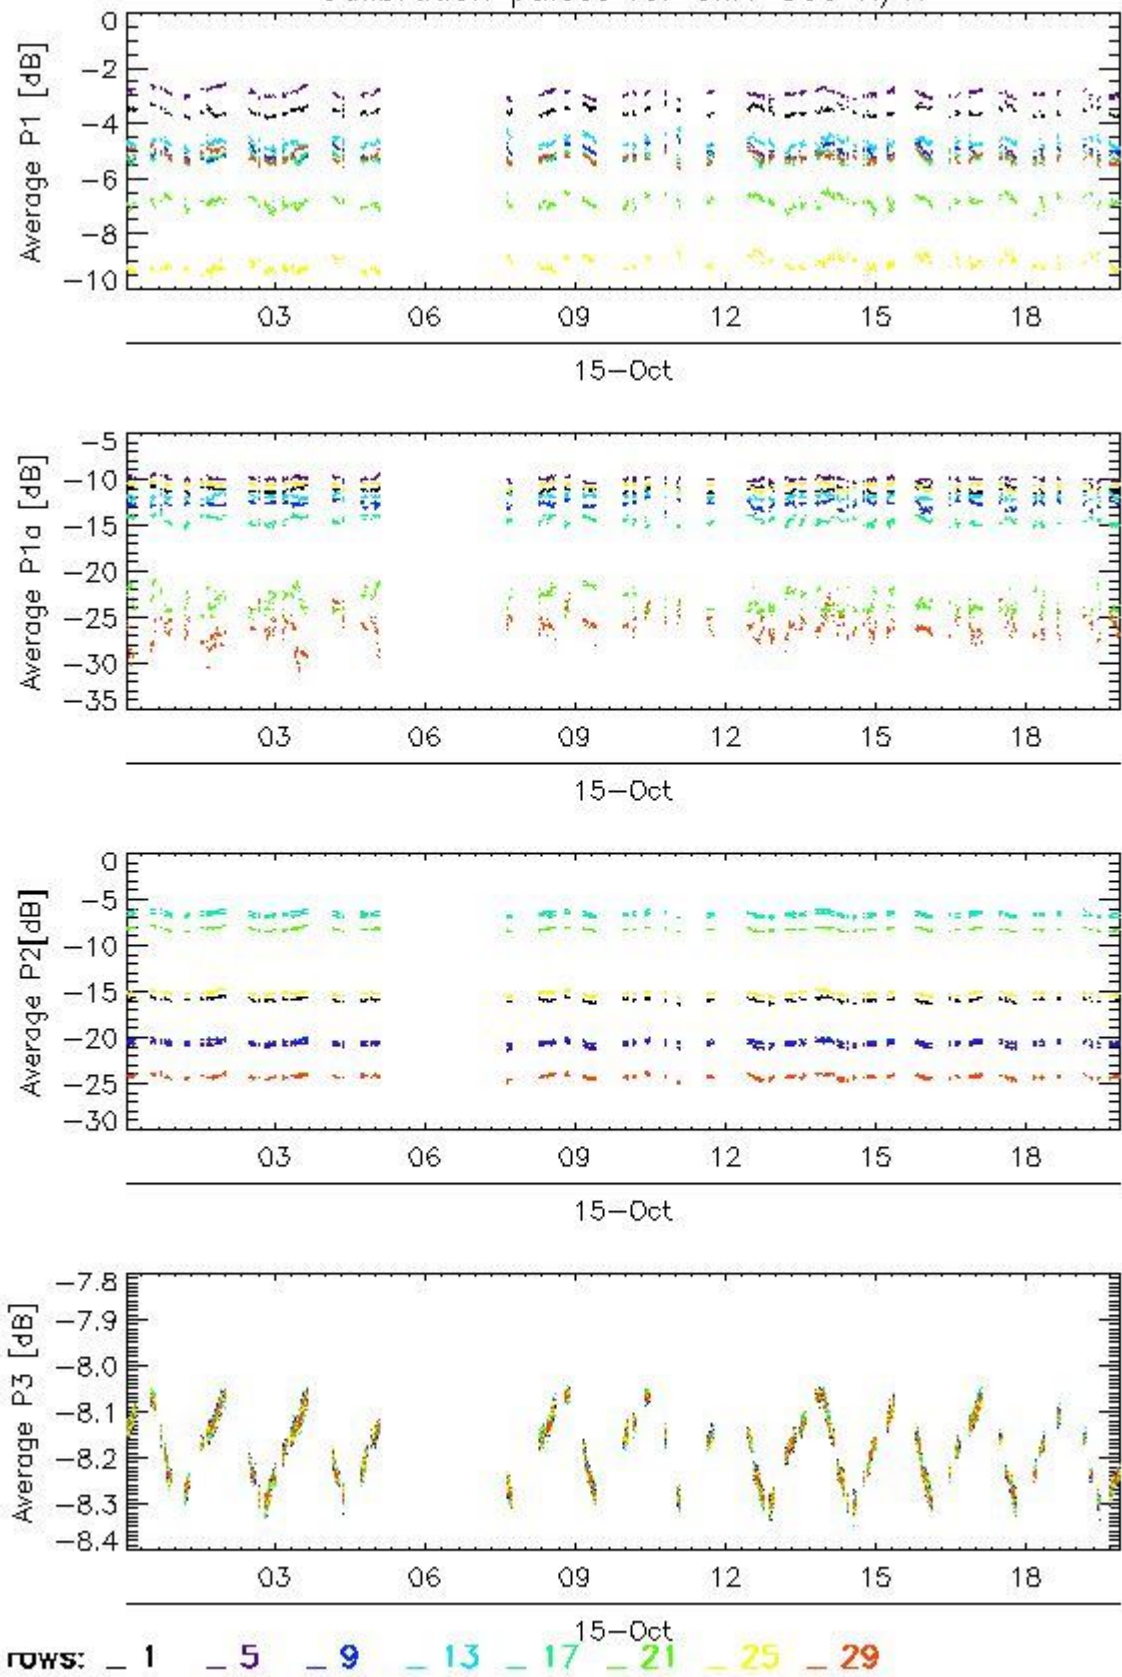 0
-2
-4
-6
-8
-10
Average P1 [dB]
03 06 09 12 15 18
15-Oct
-5
-10
-15
-20
-25
-30
-35
Average P1a [dB]
03 06 09 12 15 18
15-Oct
0
-5
-10
-15
-20
-25
-30
Average P2[dB]
03 06 09 12 15 18
15-Oct
-7.8
-7.9
-8.0
-8.1
-8.2
-8.3
-8.4
Average P3 [dB]
03 06 09 12 15 18
15-Oct
rows: _ 1 _ 5 _ 9 _ 13 _ 17 _ 21 _ 25 _ 29